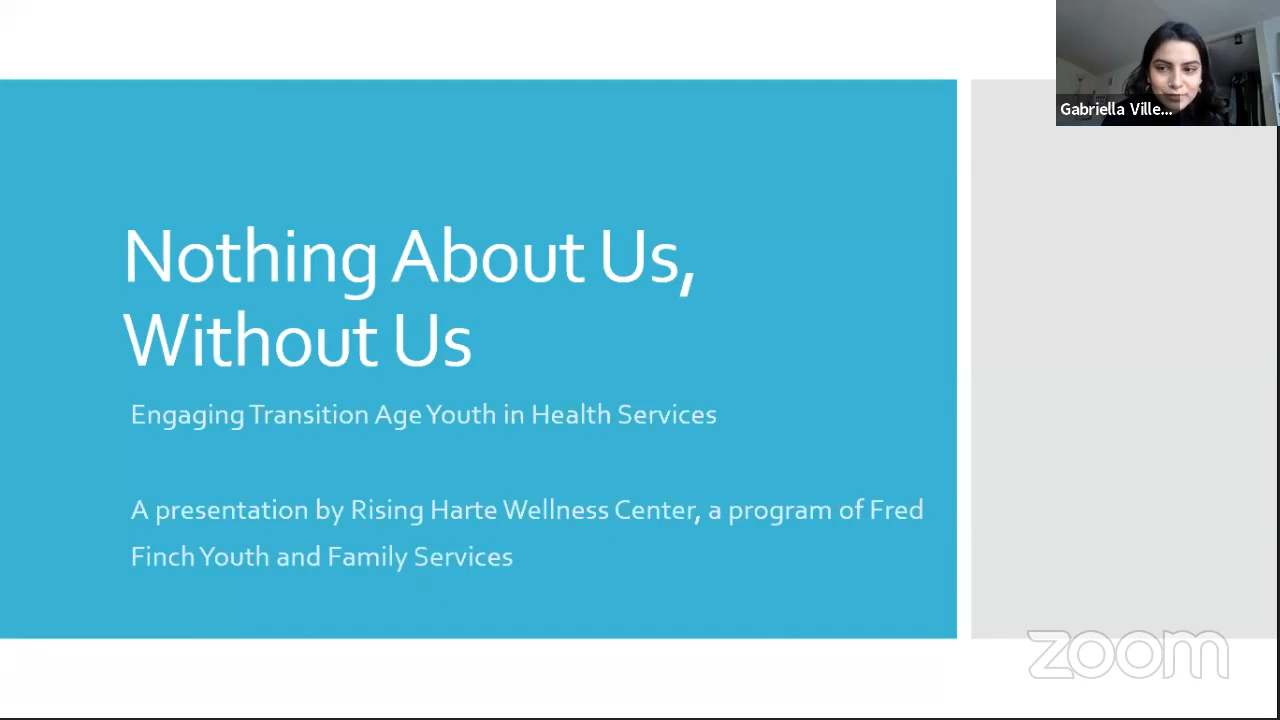 Gabriella Ville...
Nothing About Us,
Without Us
Engaging Transition Age Youth in Health Services
A presentation by Rising Harte Wellness Center, a program of Fred
Finch Youth and Family Services
zoom